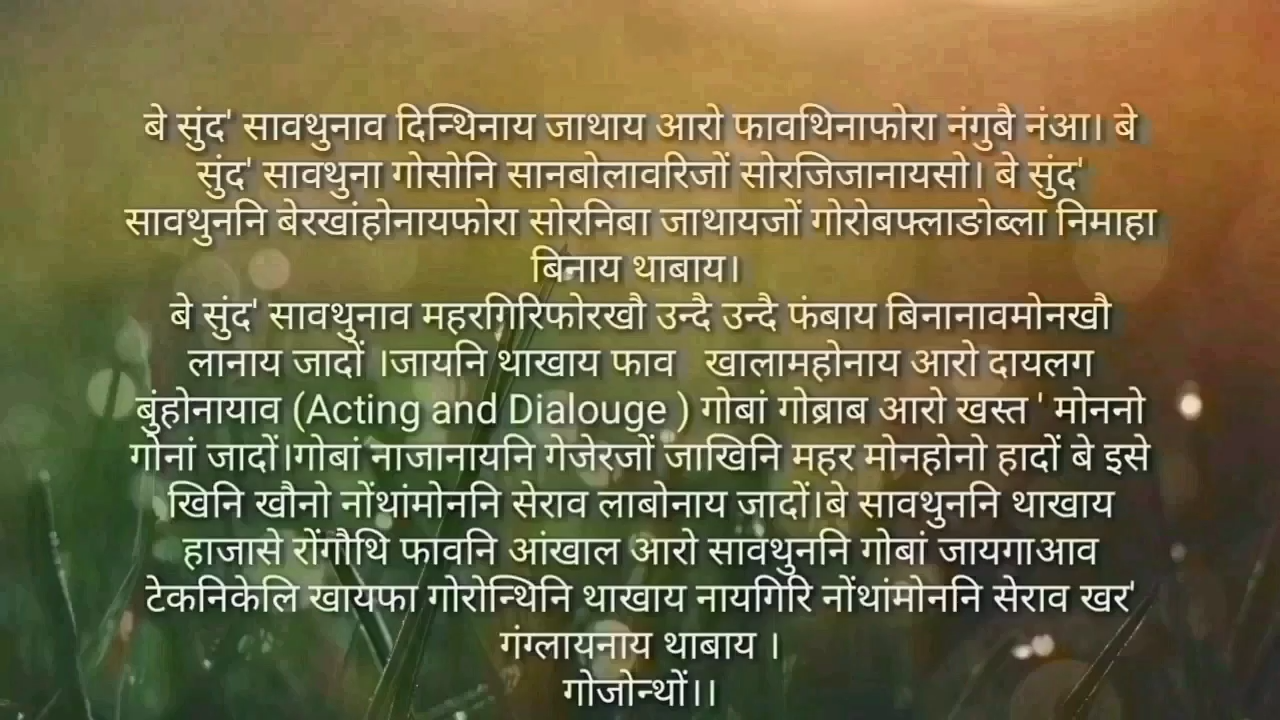 बे सुंद' सावथुनाव दिन्थिनाय जाथाय आरो फावथिनाफोरा नंगुबै नंआ। बे
सुंद' सावथुना गोसोनि सानबोलावरिजों सोरजिजानायसो। बे सुंद'
सावथुननि बेरखांहोनायफोरा सोरनिबा जाथायजों गोरोबफ्लाङोब्ला निमाहा
बिनाय थाबाय।
बे सुंद' सावथुनाव महरगिरिफोरखौ उन्दै उन्दै फंबाय बिनानावमोनखौ
लानाय जादों ।जायनि थाखाय फाव खालामहोनाय आरो दायलग
बुंहोनायाव (Acting and Dialouge ) गोबां गोब्राब आरो खस्त ' मोननो
गोनां जादों।गोबां नाजानायनि गेजेरजों जाखिनि महर मोनहोनो हादों बे इसे
खिनि खौनो नोंथांमोननि सेराव लाबोनाय जादों।बे सावथुननि थाखाय
हाजासे रोंगौथि फावनि आंखाल आरो सावथुननि गोबां जायगाआव
टेकनिकेलि खायफा गोरोन्थिनि थाखाय नायगिरि नोंथांमोननि सेराव खर'
गंग्लायनाय थाबाय ।
गोजोन्थों।।